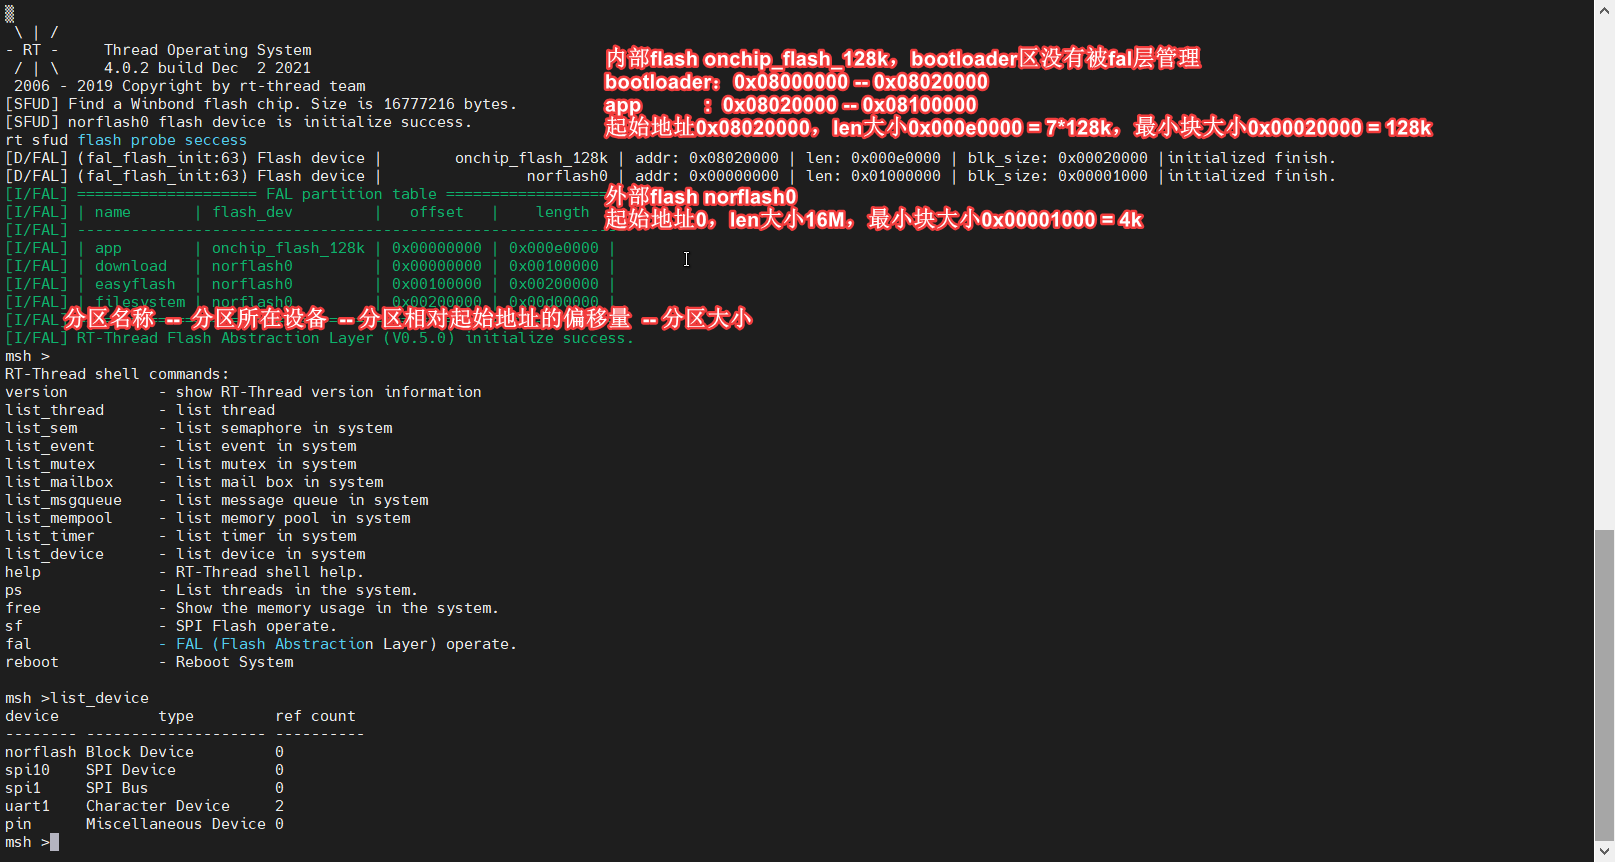 \ | /
- RT -     Thread Operating System
/ | \     4.0.2 build Dec  2 2021
2006 - 2019 Copyright by rt-thread team
[SFUD] Find a Winbond flash chip. Size is 16777216 bytes.
[SFUD] norflash0 flash device is initialize success.
rt sfud flash probe seccess
内部flash onchip_flash_128k，bootloader区没有被fal层管理
bootloader：0x08000000 -- 0x08020000
app ：0x08020000 -- 0x08100000
起始地址0x08020000，len大小0x000e0000 = 7*128k，最小块大小0x00020000 = 128k
[D/FAL] (fal_flash_init:63) Flash device |        onchip_flash_128k | addr: 0x08020000 | len: 0x000e0000 | blk_size: 0x00020000 |initialized finish.
[D/FAL] (fal_flash_init:63) Flash device |                norflash0 | addr: 0x00000000 | len: 0x01000000 | blk_size: 0x00001000 |initialized finish.
[I/FAL] ==================== FAL partition table ==================
外部flash norflash0
[I/FAL] | name       | flash_dev         |   offset   |    length
起始地址0，len大小16M，最小块大小0x00001000 = 4k
[I/FAL] -----------------------------------------------------------
[I/FAL] | app        | onchip_flash_128k | 0x00000000 | 0x000e0000 |
[I/FAL] | download   | norflash0         | 0x00000000 | 0x00100000 |
[I/FAL] | easyflash  | norflash0         | 0x00100000 | 0x00200000 |
[I/FAL] | filesystem | norflash0         | 0x00200000 | 0x00d00000 |
[I/FAL]
分区名称 -- 分区所在设备 -- 分区相对起始地址的偏移量 -- 分区大小
[I/FAL] RT-Thread Flash Abstraction Layer (V0.5.0) initialize success.
msh >
RT-Thread shell commands:
version          - show RT-Thread version information
list_thread      - list thread
list_sem         - list semaphore in system
list_event       - list event in system
list_mutex       - list mutex in system
list_mailbox     - list mail box in system
list_msgqueue    - list message queue in system
list_mempool     - list memory pool in system
list_timer       - list timer in system
list_device      - list device in system
help             - RT-Thread shell help.
ps               - List threads in the system.
free             - Show the memory usage in the system.
sf               - SPI Flash operate.
fal              - FAL (Flash Abstraction Layer) operate.
reboot           - Reboot System
msh >list_device
device           type         ref count
-------- -------------------- ----------
norflash Block Device         0
spi10    SPI Device           0
spi1     SPI Bus              0
uart1    Character Device     2
pin      Miscellaneous Device 0
msh >